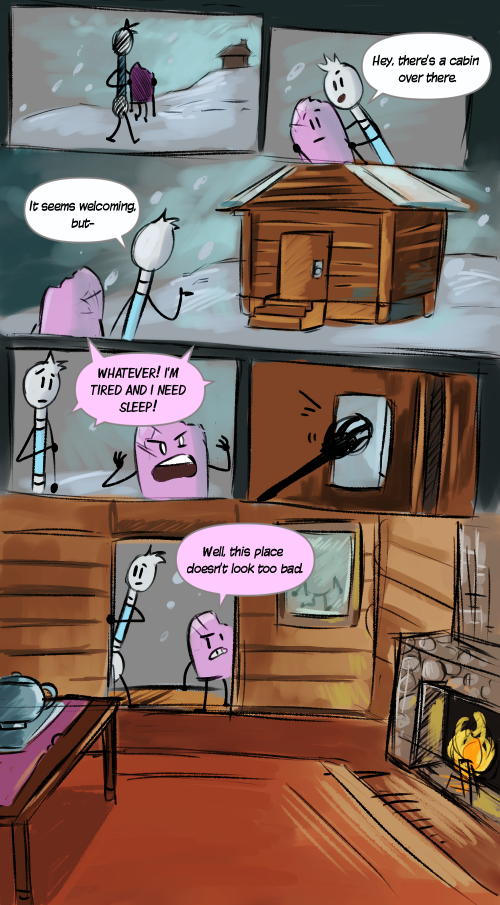 Hey, there's a cabin
over there.
It seems welcoming,
but-
WHATEVER! I'M
TIRED AND I NEED
SLEEP!
Well, this place
doesn't look too bad.